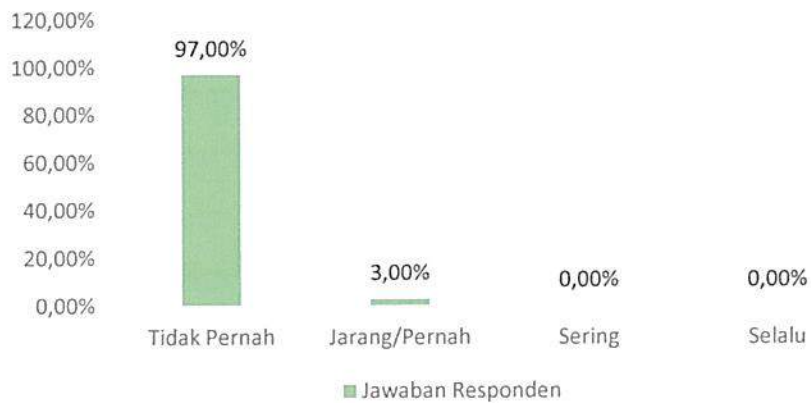 120,00%
97,00%
100,00%
80,00%
60,00%
40,00%
20,00%
3,00%
0,00%
0,00%
0,00%
Tidak Pernah
Jarang/Pernah
Sering
Selalu
Jawaban Responden